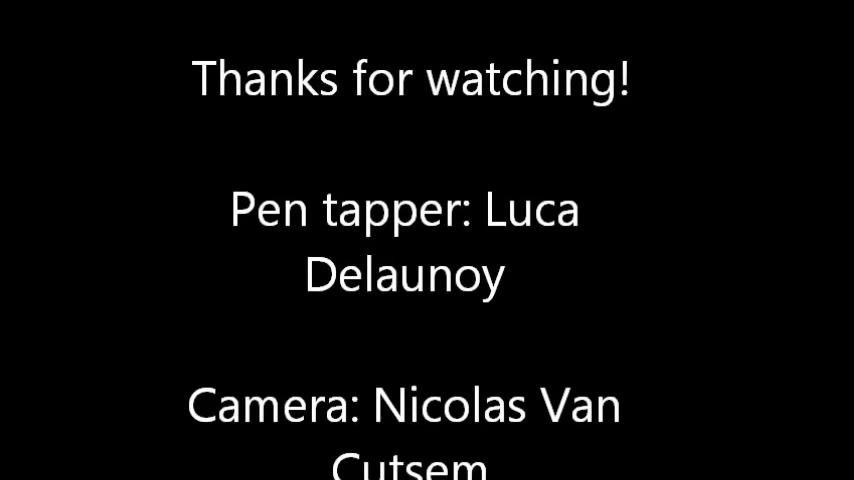 Thanks for watching!
Pen tapper: Luca
Delaunoy
Camera: Nicolas Van
Cutsem